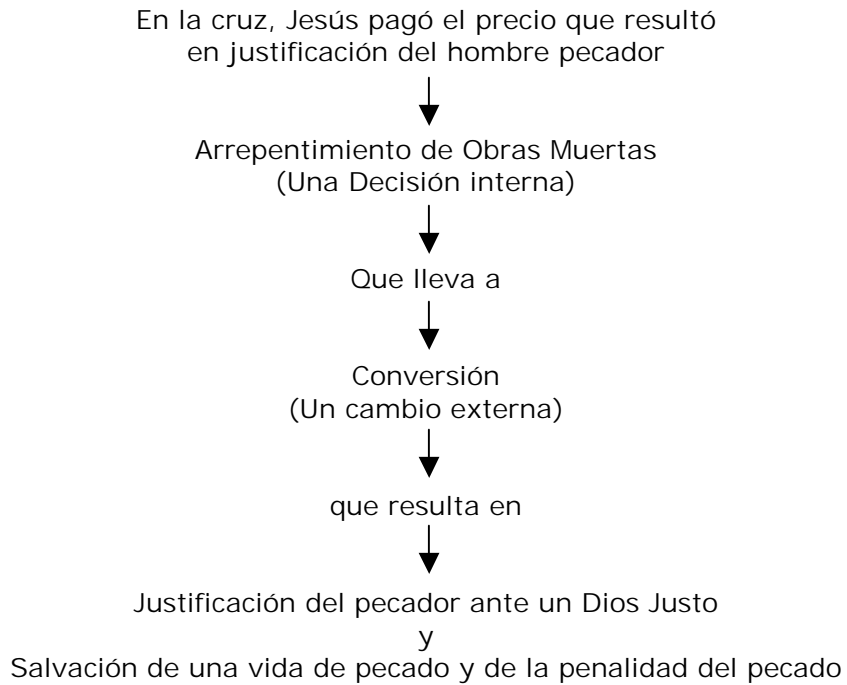 En la cruz, Jesús pagó el precio que resultó
en justificación del hombre pecador
Arrepentimiento de Obras Muertas
(Una Decisión interna)
Que lleva a
Conversión
(Un cambio externa)
que resulta en
Justificación del pecador ante un Dios Justo
y
Salvación de una vida de pecado y de la penalidad del pecado